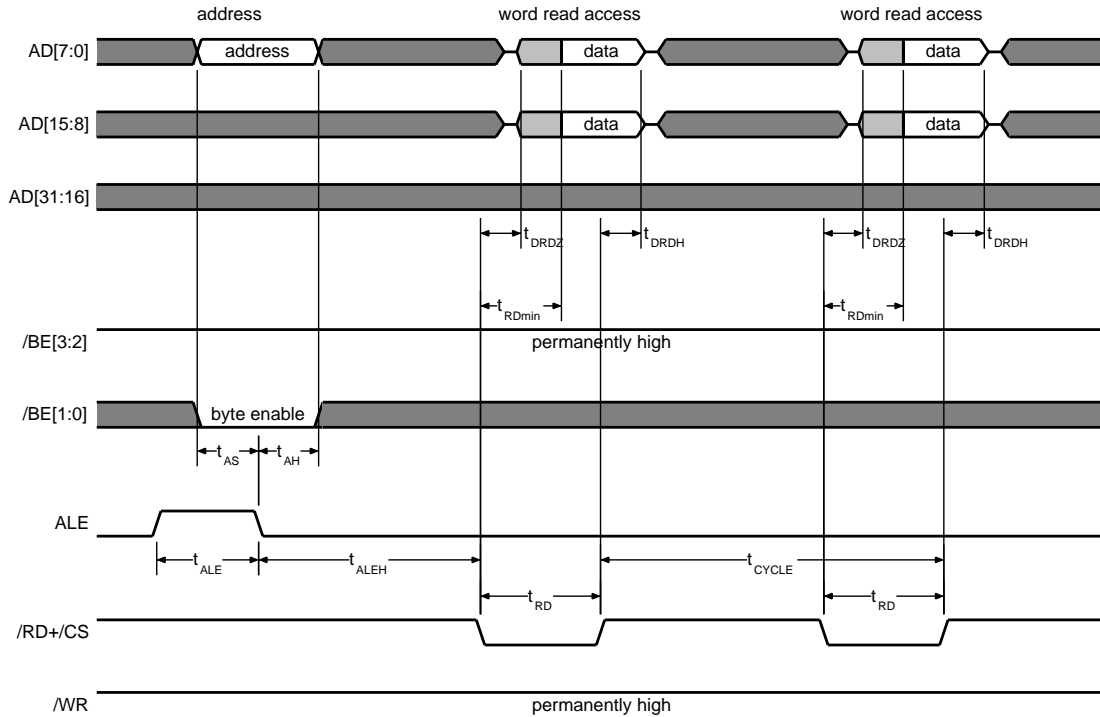 address word read access word read access
AD[7:0] address data data
AD[15:8] data data
AD[31:16]
tDRDZ tDRDH tDRDZ tDRDH
tRDmin tRDmin
/BE[3:2] permanently high
/BE[1:0] byte enable
tAS tAH
ALE
tALE tALEH tCYCLE
tRD tRD
/RD+/CS
/WR permanently high